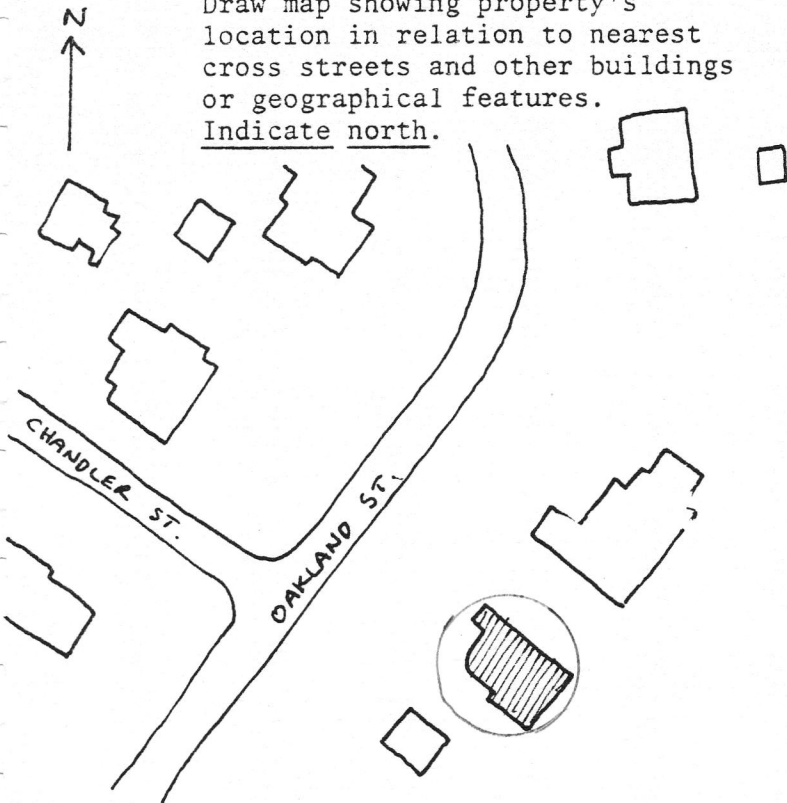 N
Draw map showing property's
location in relation to nearest
cross streets and other buildings
or geographical features.
Indicate north.
CHANDLER ST.
OAKLAND ST.